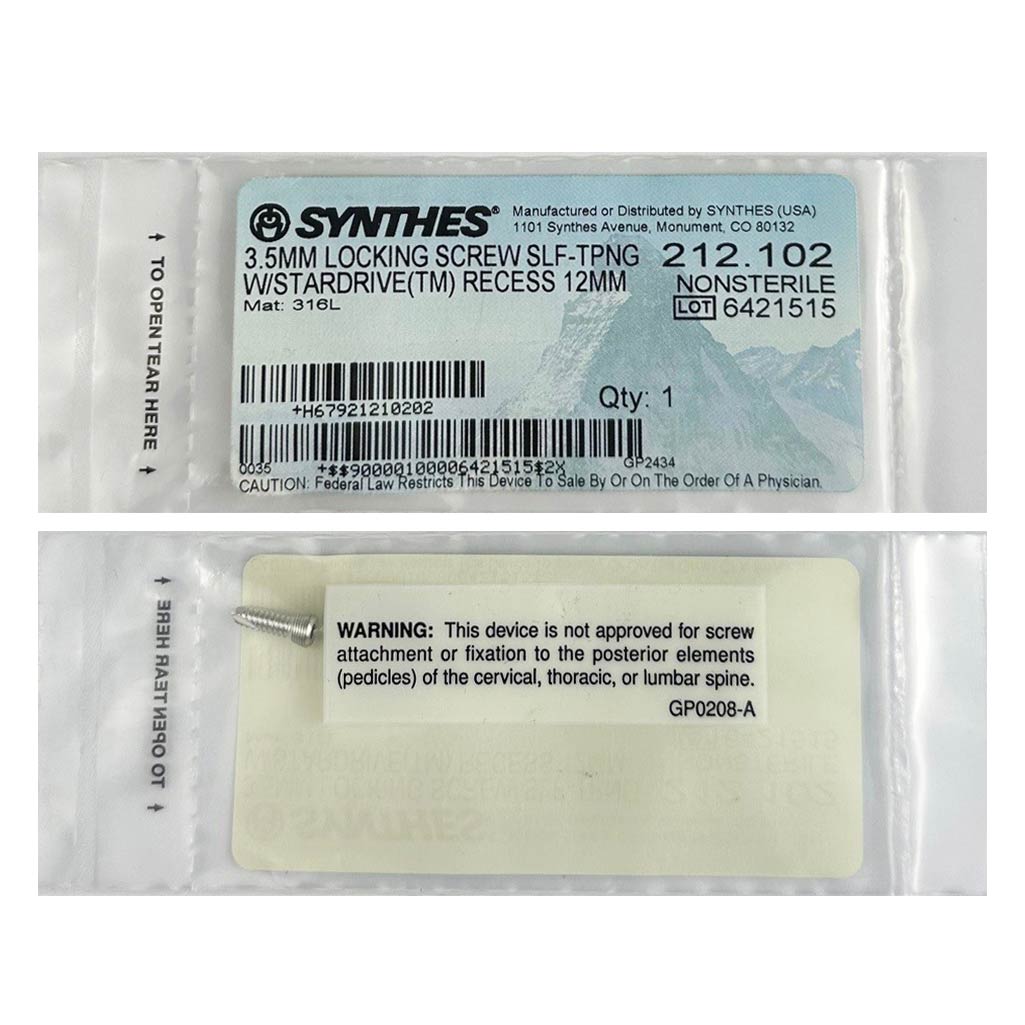 SYNTHES®
Manufactured or Distributed by SYNTHES (USA)
1101 Synthes Avenue, Monument, CO 80132
3.5MM LOCKING SCREW SLF-TPNG
W/STARDRIVE(TM) RECESS 12MM
Mat: 316L
212.102
NONSTERILE
LOT 6421515
Qty: 1
+H67921210202
0035
+$$90000100006421515$2X
GP2434
CAUTION: Federal Law Restricts This Device To Sale By Or On The Order Of A Physician.
TO OPEN TEAR HERE
WARNING: This device is not approved for screw
attachment or fixation to the posterior elements
(pedicles) of the cervical, thoracic, or lumbar spine.
GP0208-A
TO OPEN TEAR HERE